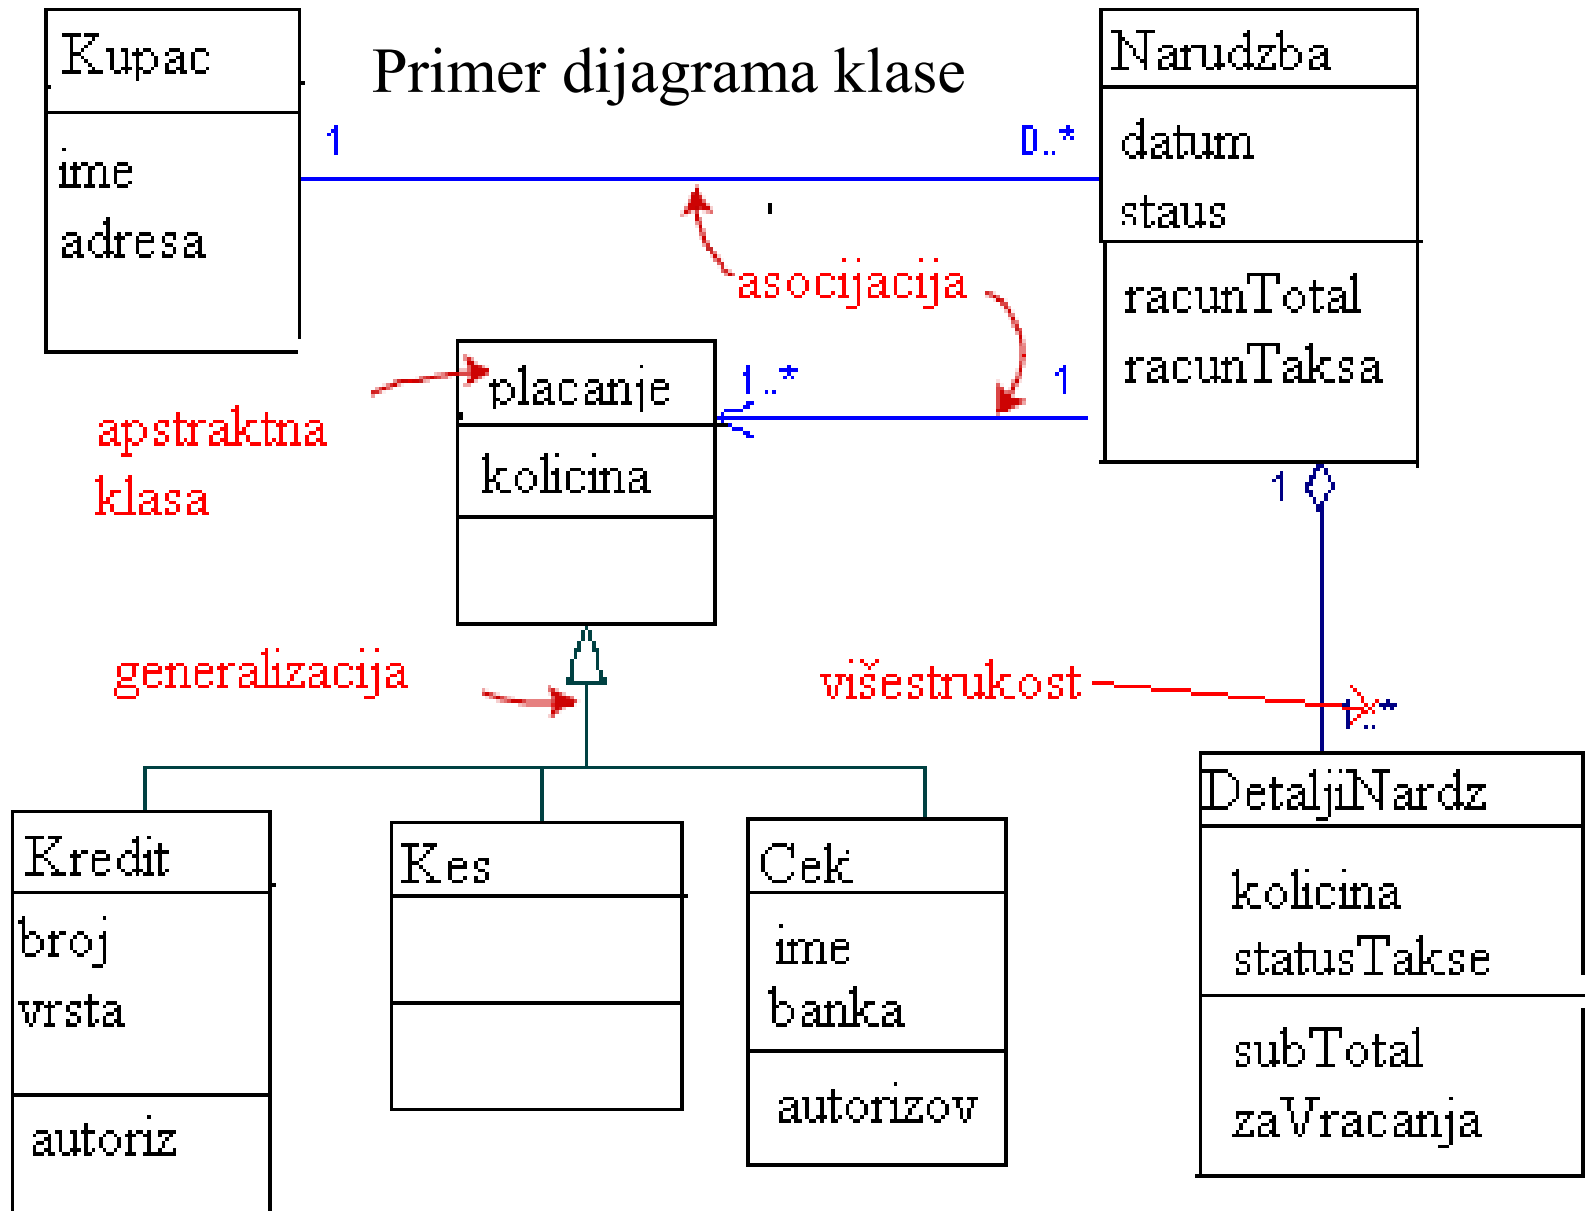 Kupac
Primer dijagrama klase
Narudzba
1
0..*
ime
adresa
datum
staus
asocijacija
racunTotal
racunTaksa
placanje
1..*
1
apstraktna
klasa
kolicina
1
generalizacija
višestrukost
1..*
DetaljiNardz
Kredit
Kes
Cek
broj
vrsta
ime
banka
kolicina
statusTakse
autoriz
autorizov
subTotal
zaVracanja